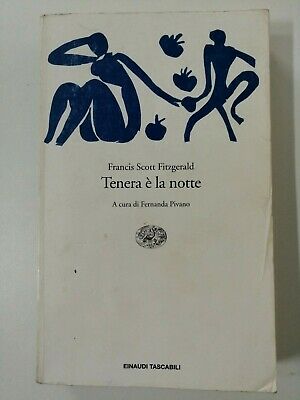 Francis Scott Fitzgerald
Tenera è la notte
A cura di Fernanda Pivano
EINAUDI TASCABILI